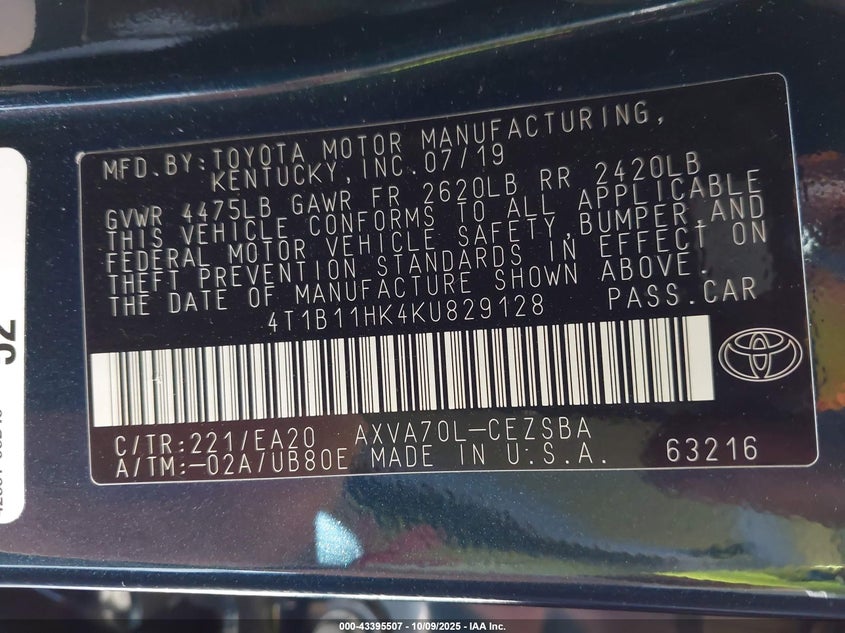 MFD.BY:TOYOTA MOTOR MANUFACTURING,
KENTUCKY,INC.07/19
GVWR 4475LB GAWR FR 2620LB RR 2420LB
THIS VEHICLE CONFORMS TO ALL APPLICABLE
FEDERAL MOTOR VEHICLE SAFETY,BUMPER,AND
THEFT PREVENTION STANDARDS IN EFFECT ON
THE DATE OF MANUFACTURE SHOWN ABOVE.
4T1B11HK4KU829128 PASS.CAR
C/TR:221/EA20 AXVA70L-CEZSBA
A/TM:-02A/UB80E MADE IN U.S.A. 63216
000-43395507 - 10/09/2025 - IAA Inc.